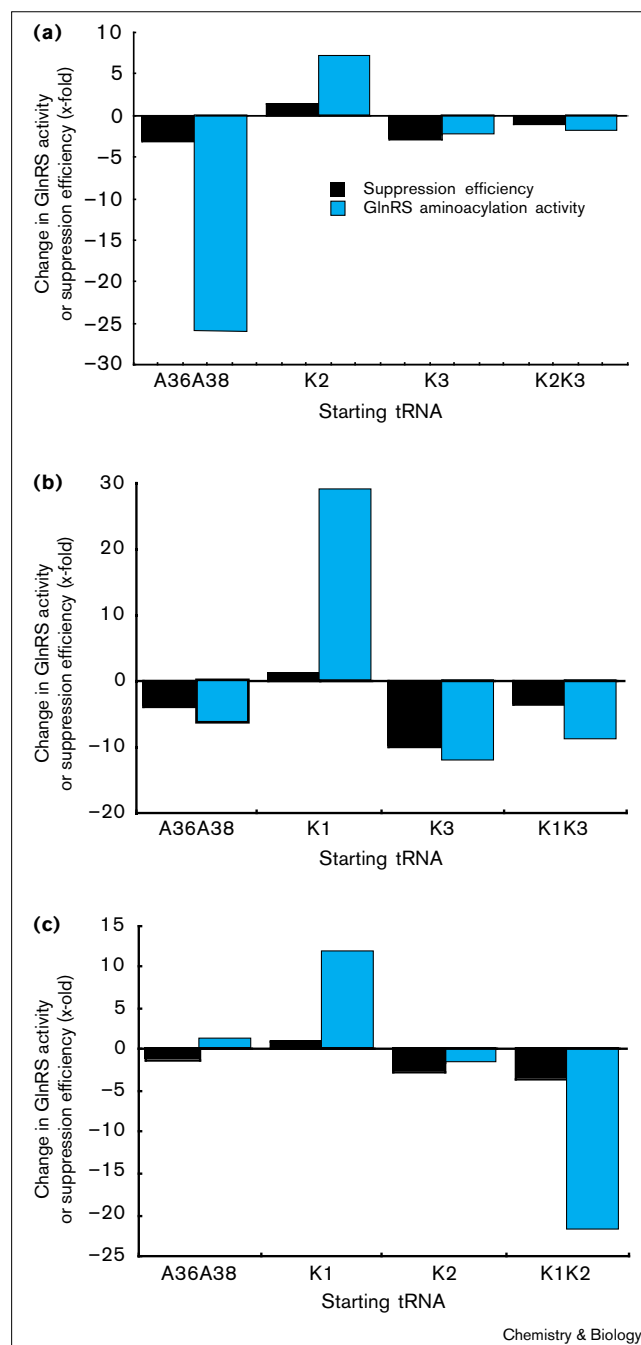 (a)
10
5
0
−5
−10
−15
−20
−25
−30
Change in GlnRS activity
or suppression efficiency (x-fold)
Suppression efficiency
GlnRS aminoacylation activity
A36A38 K2 K3 K2K3
Starting tRNA
(b)
30
20
10
0
−10
−20
Change in GlnRS activity
or suppression efficiency (x-fold)
A36A38 K1 K3 K1K3
Starting tRNA
(c)
15
10
5
0
−5
−10
−15
−20
−25
Change in GlnRS activity
or suppression efficiency (x-old)
A36A38 K1 K2 K1K2
Starting tRNA
Chemistry & Biology